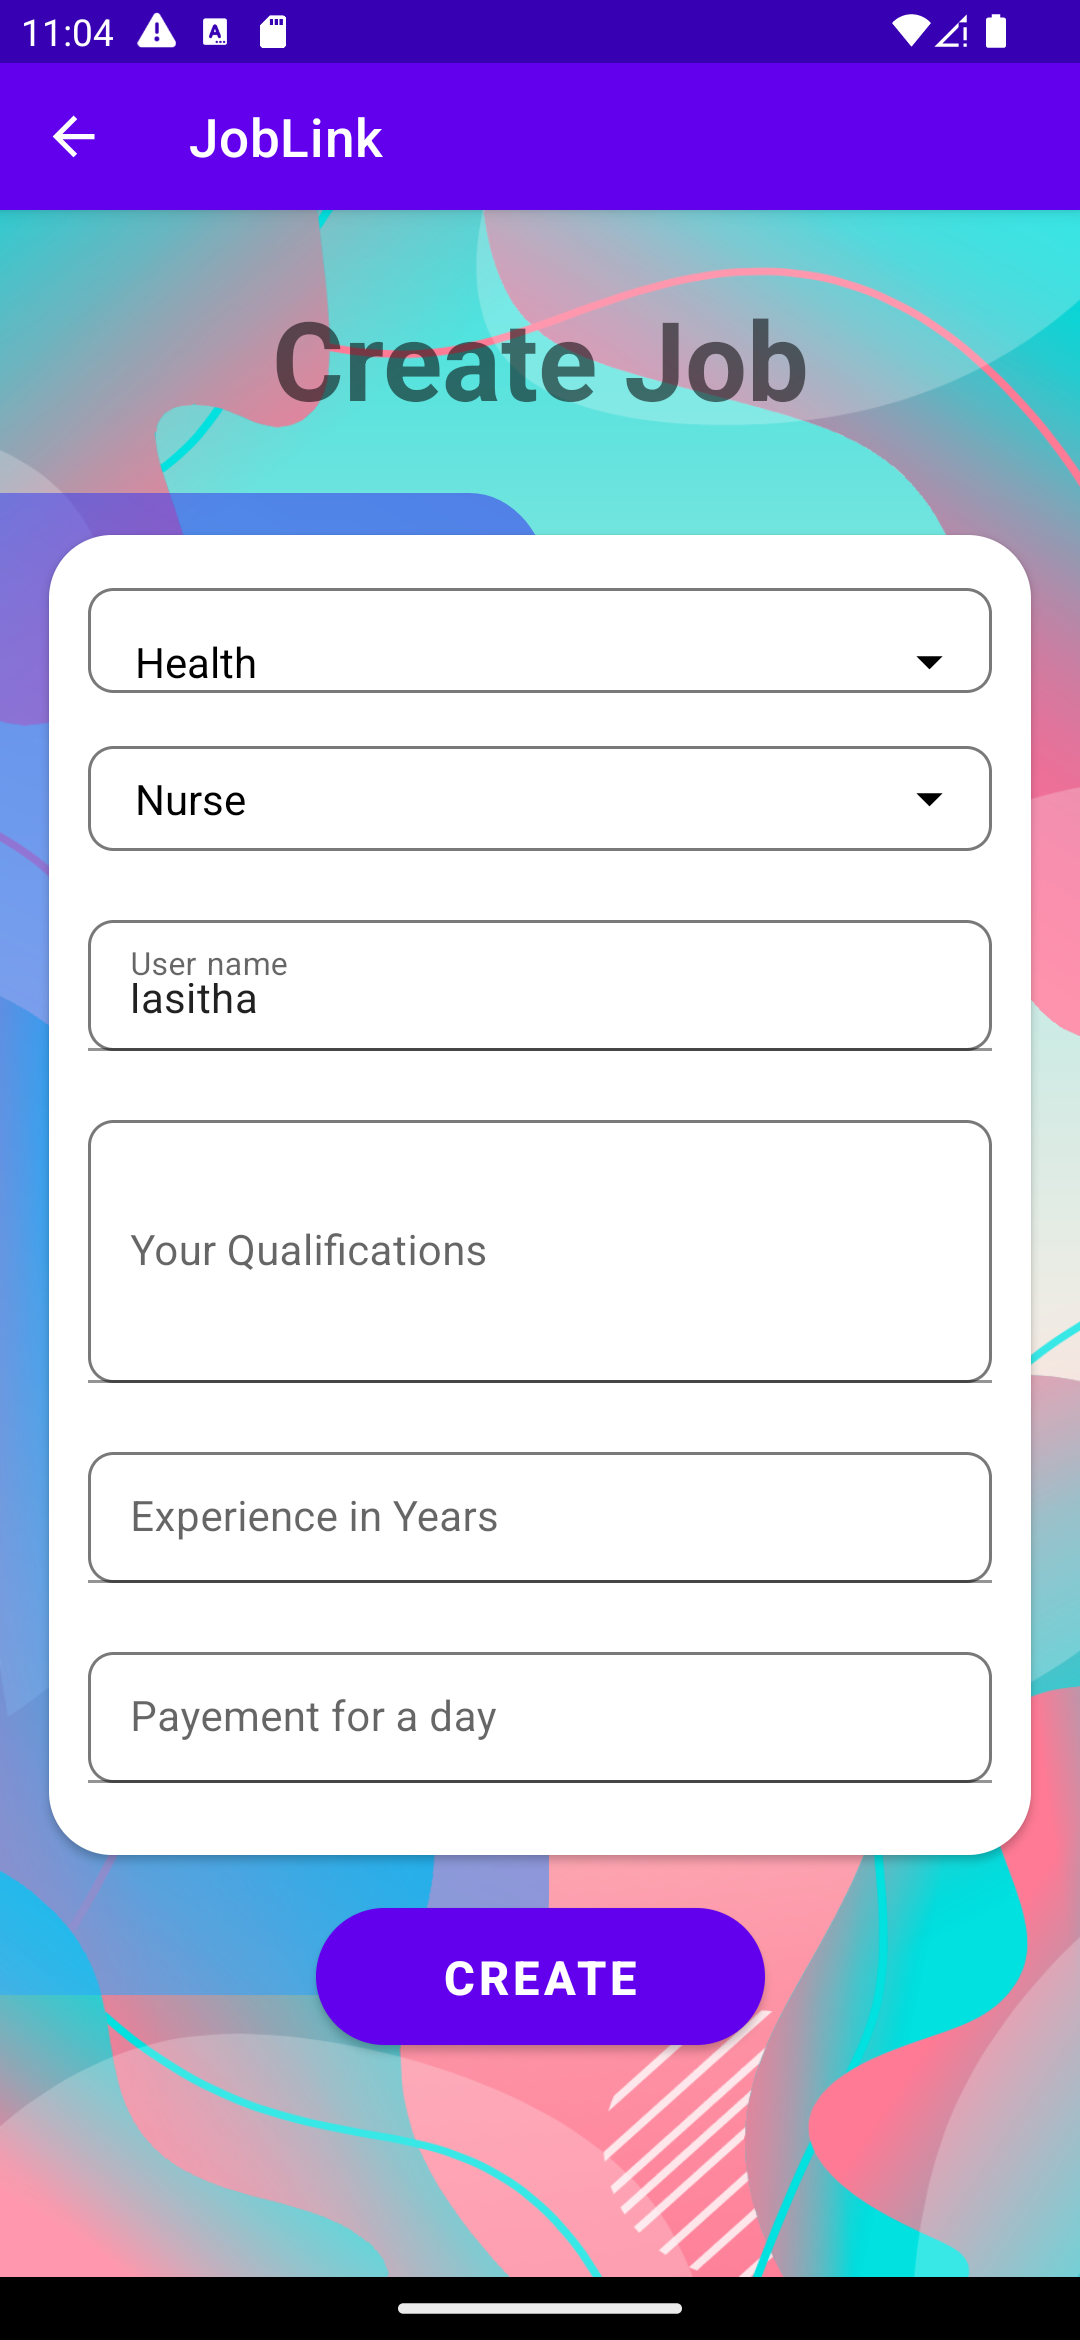 11:04
JobLink
Create Job
Health
Nurse
User name
lasitha
Your Qualifications
Experience in Years
Payement for a day
CREATE